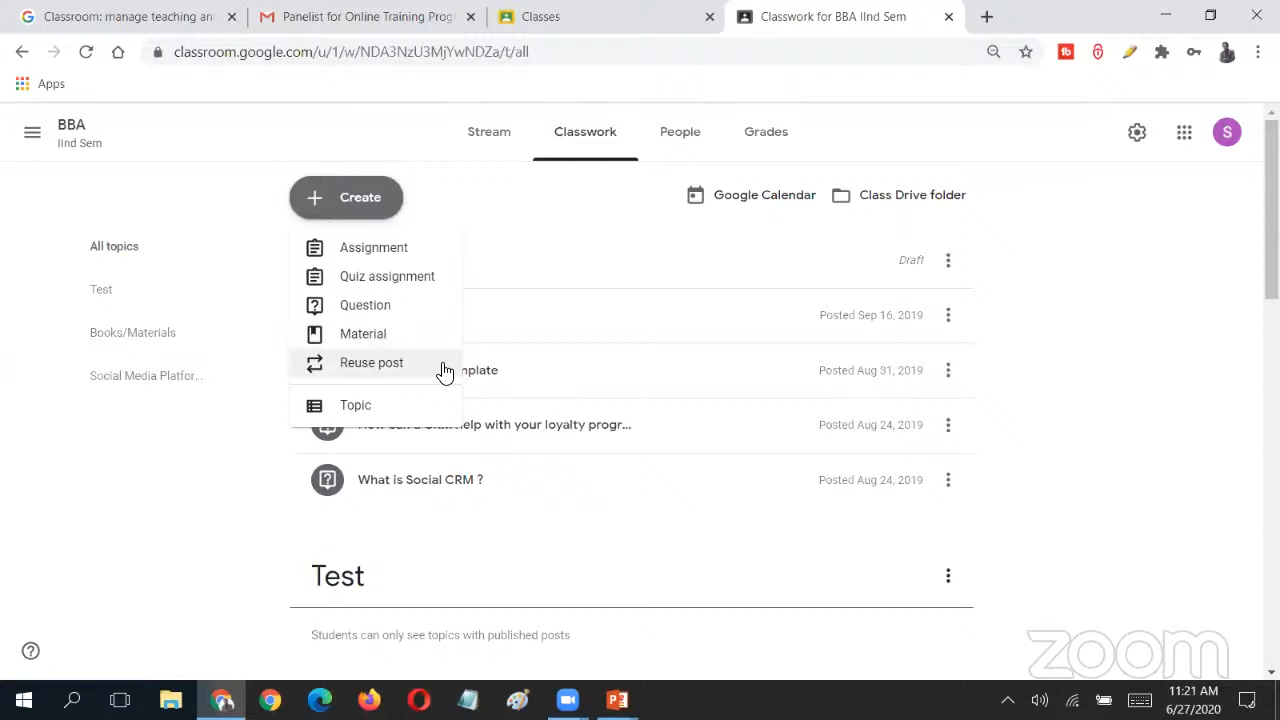 Classroom: manage teaching an
Panelist for Online Training Prog
Classes
Classwork for BBA IInd Sem
classroom.google.com/u/1/w/NDA3NzU3MjYwNDZa/t/all
Apps
BBA
IInd Sem
Stream
Classwork
People
Grades
S
Create
Google Calendar
Class Drive folder
All topics
Test
Books/Materials
Social Media Platfor...
Assignment
Quiz assignment
Question
Material
Reuse post
Topic
Draft
Posted Sep 16, 2019
mplate
Posted Aug 31, 2019
How can a CRM help with your loyalty progr...
Posted Aug 24, 2019
What is Social CRM ?
Posted Aug 24, 2019
Test
Students can only see topics with published posts
zoom
11:21 AM
6/27/2020